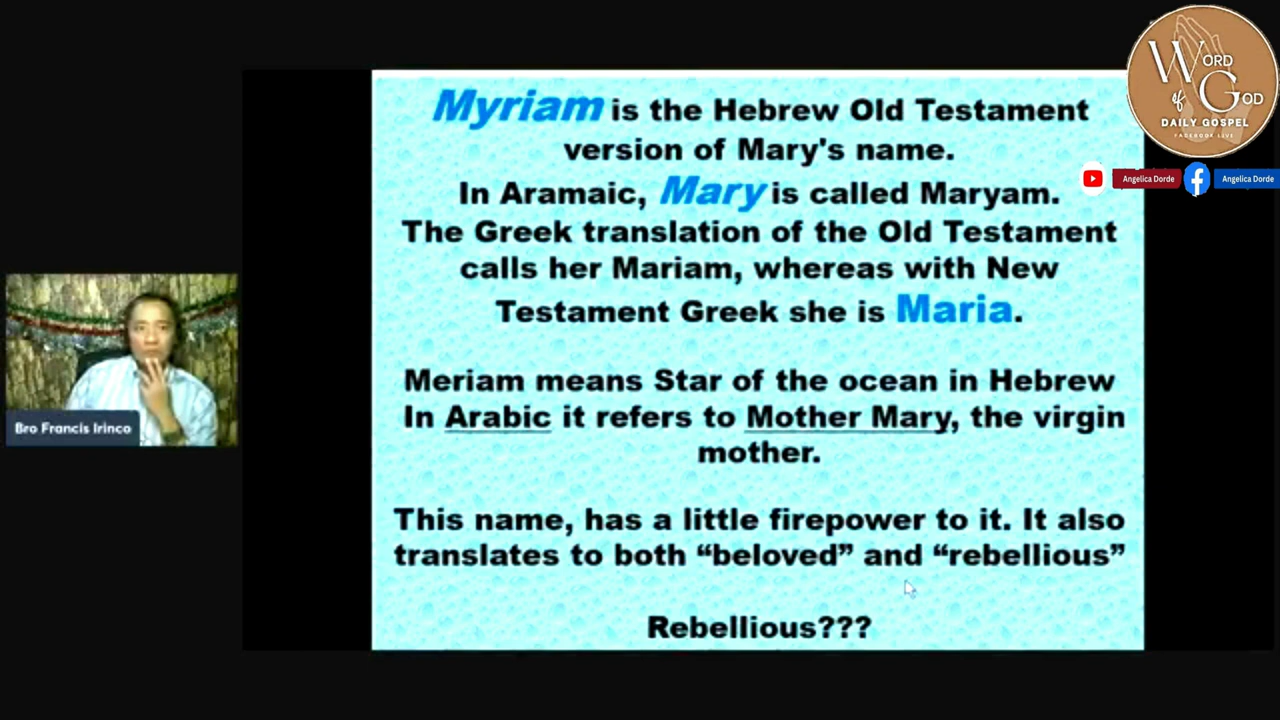 Myriam is the Hebrew Old Testament
version of Mary's name.
In Aramaic, Mary is called Maryam.
The Greek translation of the Old Testament
calls her Mariam, whereas with New
Testament Greek she is Maria.
Meriam means Star of the ocean in Hebrew
In Arabic it refers to Mother Mary, the virgin
mother.
This name, has a little firepower to it. It also
translates to both “beloved” and “rebellious”
Rebellious???
Bro Francis Irinco
WORD
of GOD
DAILY GOSPEL
FACEBOOK LIVE
Angelica Dorde
Angelica Dorde